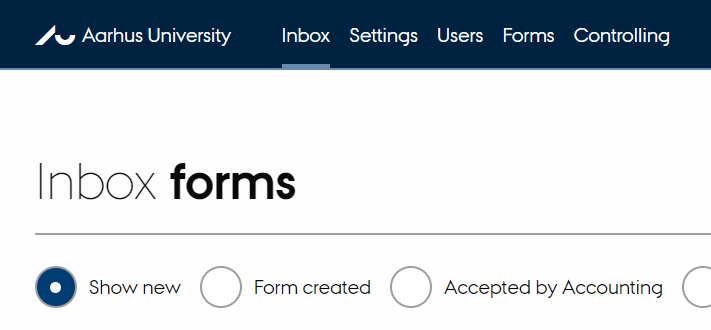 Aarhus University Inbox Settings Users Forms Controlling
Inbox forms
Show new Form created Accepted by Accounting